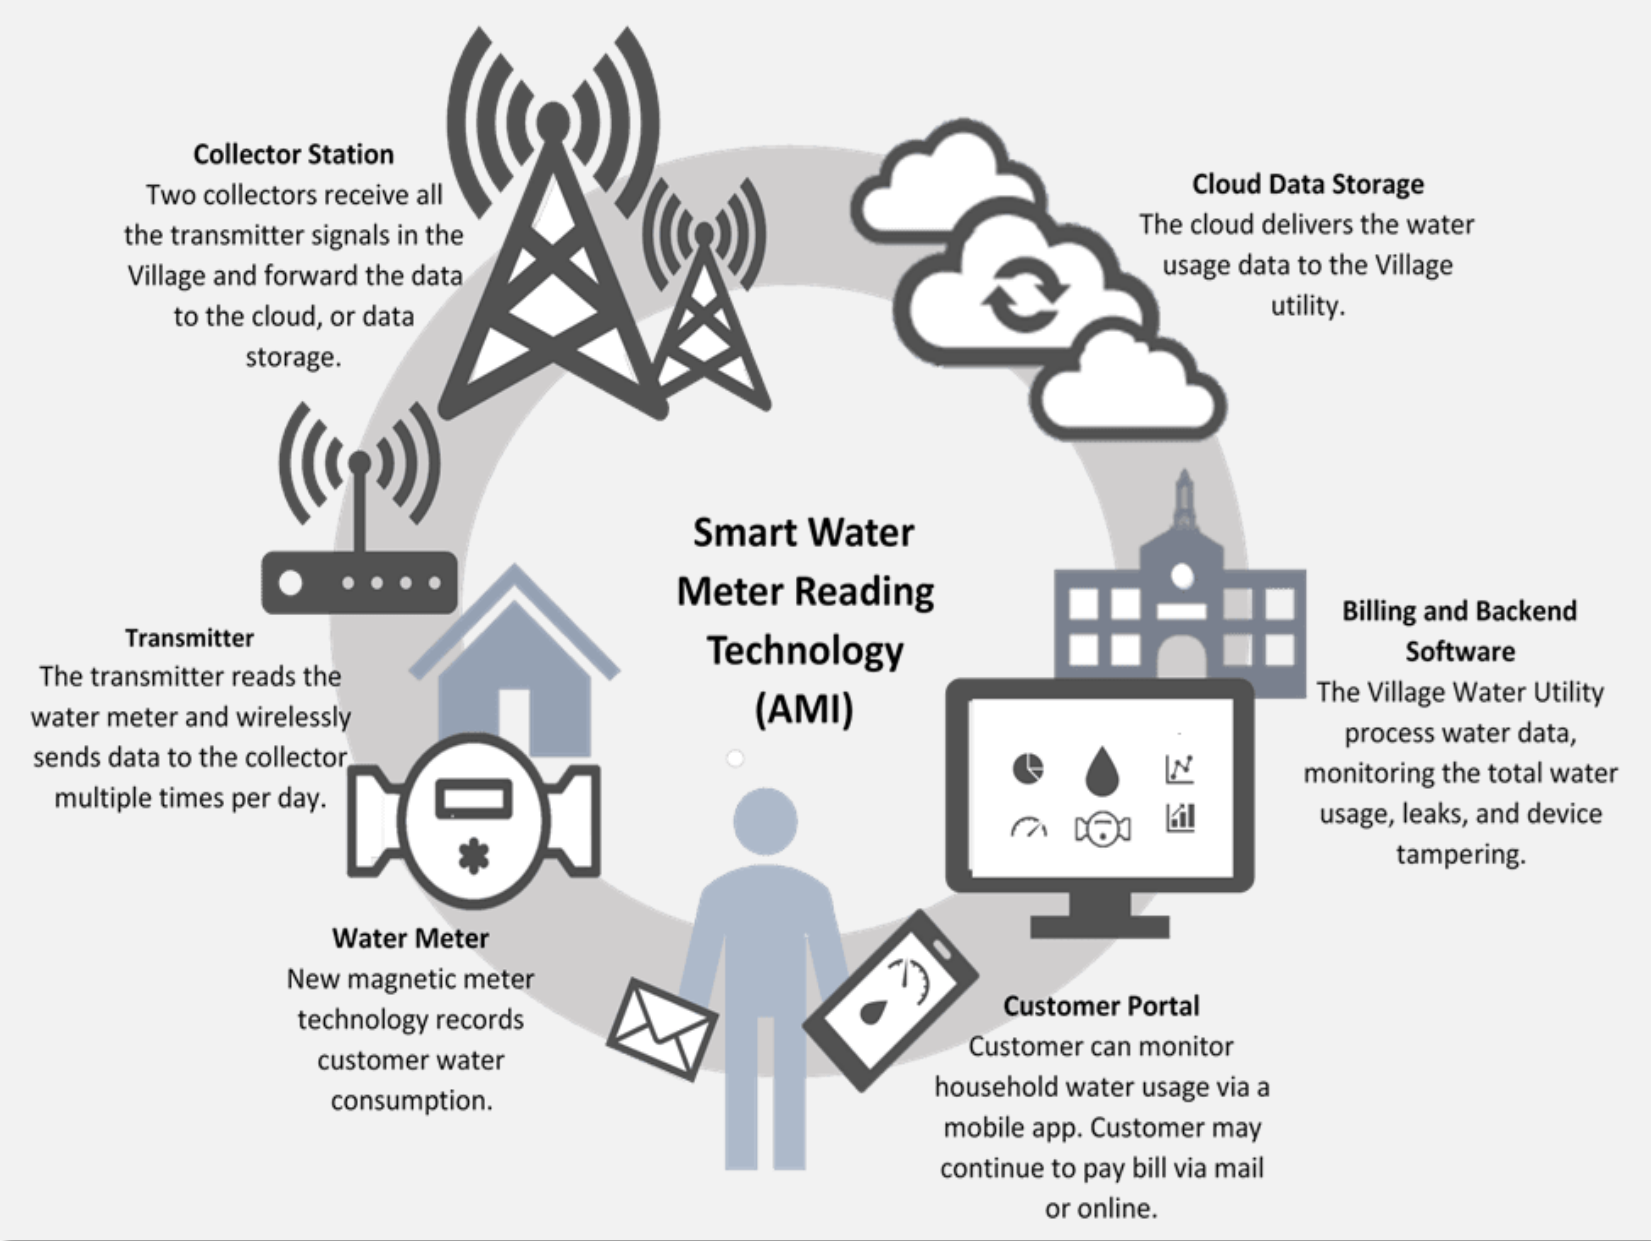 Collector Station
Two collectors receive all
the transmitter signals in the
Village and forward the data
to the cloud, or data
storage.
Cloud Data Storage
The cloud delivers the water
usage data to the Village
utility.
Smart Water
Meter Reading
Technology
(AMI)
Transmitter
The transmitter reads the
water meter and wirelessly
sends data to the collector
multiple times per day.
Billing and Backend
Software
The Village Water Utility
process water data,
monitoring the total water
usage, leaks, and device
tampering.
Water Meter
New magnetic meter
technology records
customer water
consumption.
Customer Portal
Customer can monitor
household water usage via a
mobile app. Customer may
continue to pay bill via mail
or online.